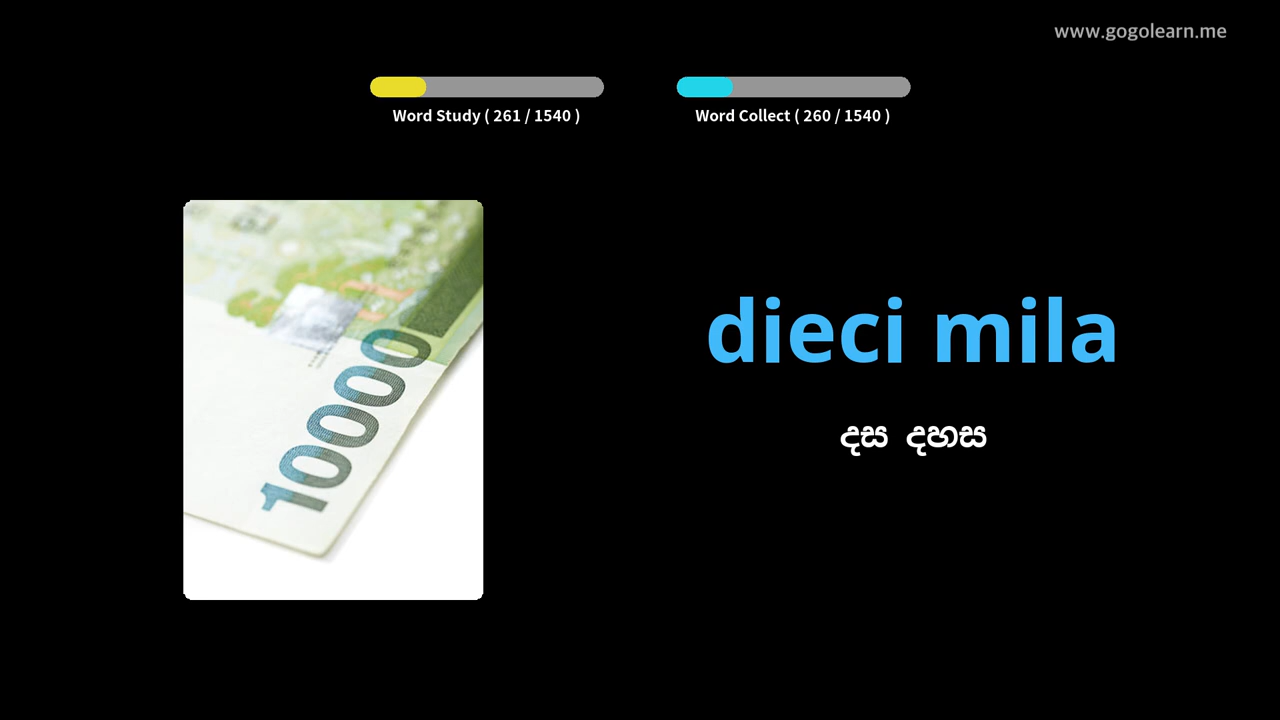 www.gogolearn.me
Word Study ( 261 / 1540 )
Word Collect ( 260 / 1540 )
10000
dieci mila
දස දහස